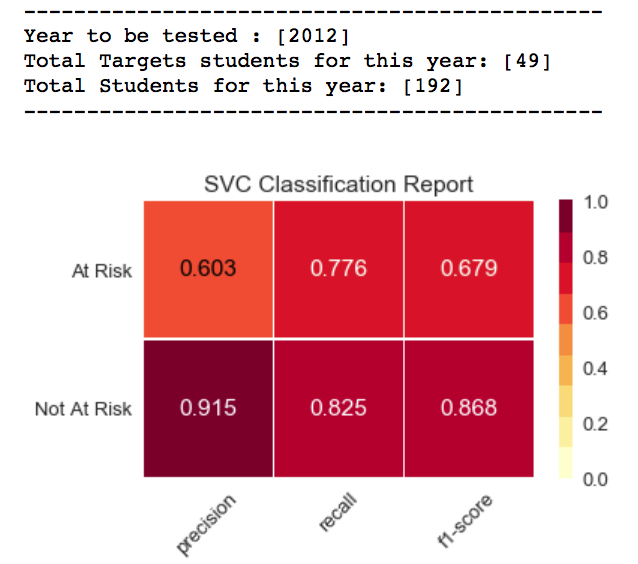 ----------------------------------------------
Year to be tested : [2012]
Total Targets students for this year: [49]
Total Students for this year: [192]
----------------------------------------------
SVC Classification Report
1.0
At Risk 0.603 0.776 0.679
0.8
0.6
0.4
Not At Risk 0.915 0.825 0.868
0.2
0.0
precision recall f1-score